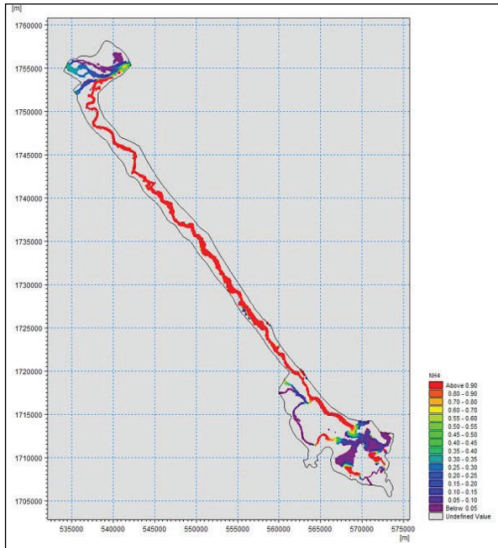 [m]
1760000
1755000
1750000
1745000
1740000
1735000
1730000
1725000
1720000
1715000
1710000
1705000
535000 540000 545000 550000 555000 560000 565000 570000 575000
[m]
NH4
Above 0.90
0.80 - 0.90
0.70 - 0.80
0.60 - 0.70
0.55 - 0.60
0.50 - 0.55
0.45 - 0.50
0.40 - 0.45
0.35 - 0.40
0.30 - 0.35
0.25 - 0.30
0.20 - 0.25
0.15 - 0.20
0.10 - 0.15
0.05 - 0.10
Below 0.05
Undefined Value